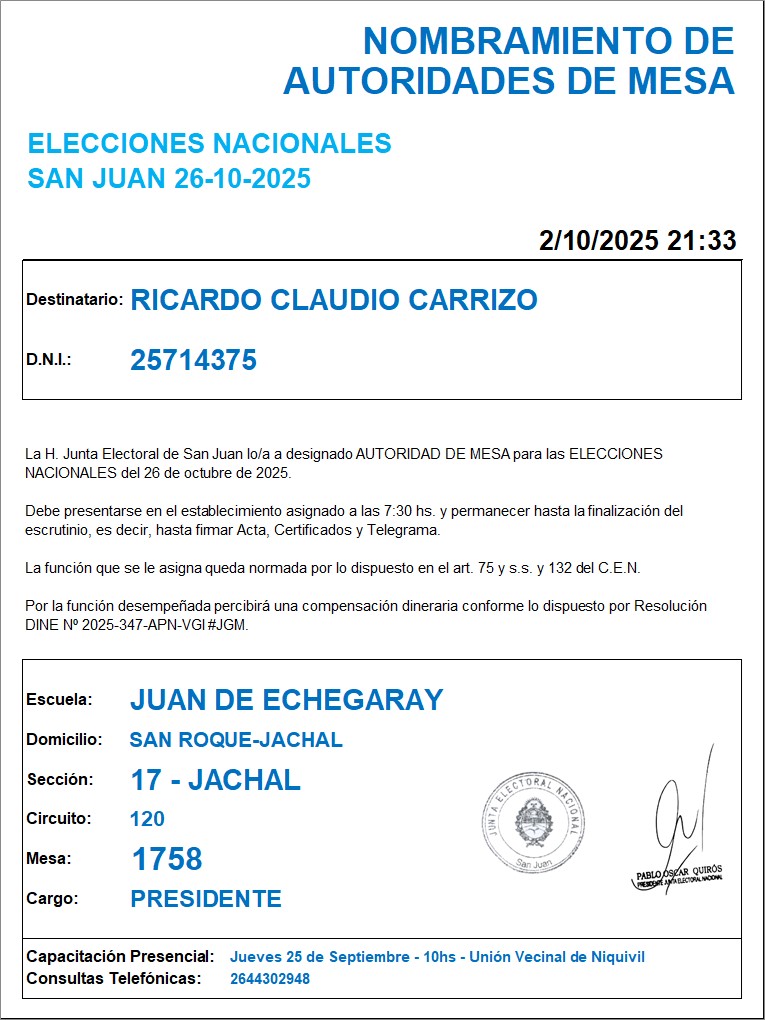 NOMBRAMIENTO DE
AUTORIDADES DE MESA
ELECCIONES NACIONALES
SAN JUAN 26-10-2025
2/10/2025 21:33
Destinatario: RICARDO CLAUDIO CARRIZO
D.N.I.: 25714375
La H. Junta Electoral de San Juan lo/a a designado AUTORIDAD DE MESA para las ELECCIONES
NACIONALES del 26 de octubre de 2025.
Debe presentarse en el establecimiento asignado a las 7:30 hs. y permanecer hasta la finalización del
escrutinio, es decir, hasta firmar Acta, Certificados y Telegrama.
La función que se le asigna queda normada por lo dispuesto en el art. 75 y s.s. y 132 del C.E.N.
Por la función desempeñada percibirá una compensación dineraria conforme lo dispuesto por Resolución
DINE Nº 2025-347-APN-VGI#JGM.
Escuela: JUAN DE ECHEGARAY
Domicilio: SAN ROQUE-JACHAL
Sección: 17 - JACHAL
Circuito: 120
Mesa: 1758
Cargo: PRESIDENTE
JUNTA ELECTORAL NACIONAL
San Juan
PABLO OSCAR QUIRÓS
PRESIDENTE JUNTA ELECTORAL NACIONAL
Capacitación Presencial: Jueves 25 de Septiembre - 10hs - Unión Vecinal de Niquivil
Consultas Telefónicas: 2644302948